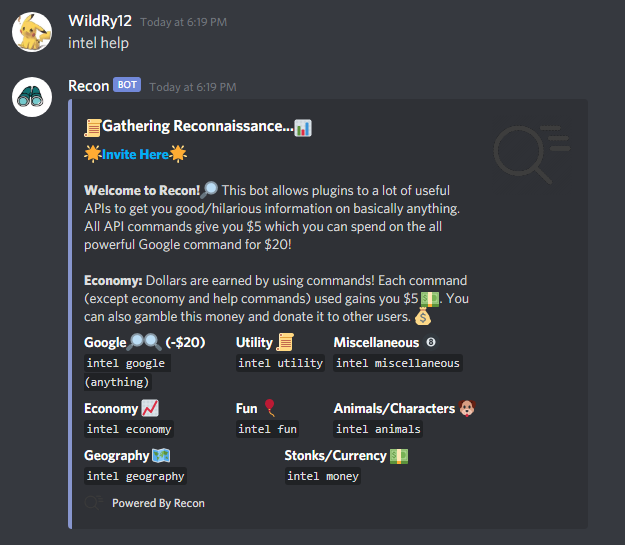 WildRy12 Today at 6:19 PM
intel help
Recon BOT Today at 6:19 PM
Gathering Reconnaissance...
Invite Here
Welcome to Recon! This bot allows plugins to a lot of useful
APIs to get you good/hilarious information on basically anything.
All API commands give you $5 which you can spend on the all
powerful Google command for $20!
Economy: Dollars are earned by using commands! Each command
(except economy and help commands) used gains you $5. You
can also gamble this money and donate it to other users.
Google (-$20) Utility Miscellaneous
intel google intel utility intel miscellaneous
(anything)
Economy Fun Animals/Characters
intel economy intel fun intel animals
Geography Stonks/Currency
intel geography intel money
Powered By Recon